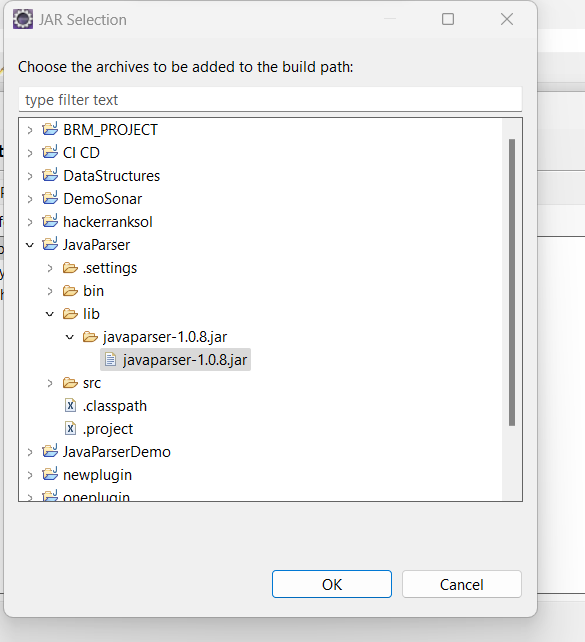 JAR Selection
Choose the archives to be added to the build path:
type filter text
BRM_PROJECT
CI CD
DataStructures
DemoSonar
hackerranksol
JavaParser
.settings
bin
lib
javaparser-1.0.8.jar
javaparser-1.0.8.jar
src
.classpath
.project
JavaParserDemo
newplugin
oneplugin
OK
Cancel